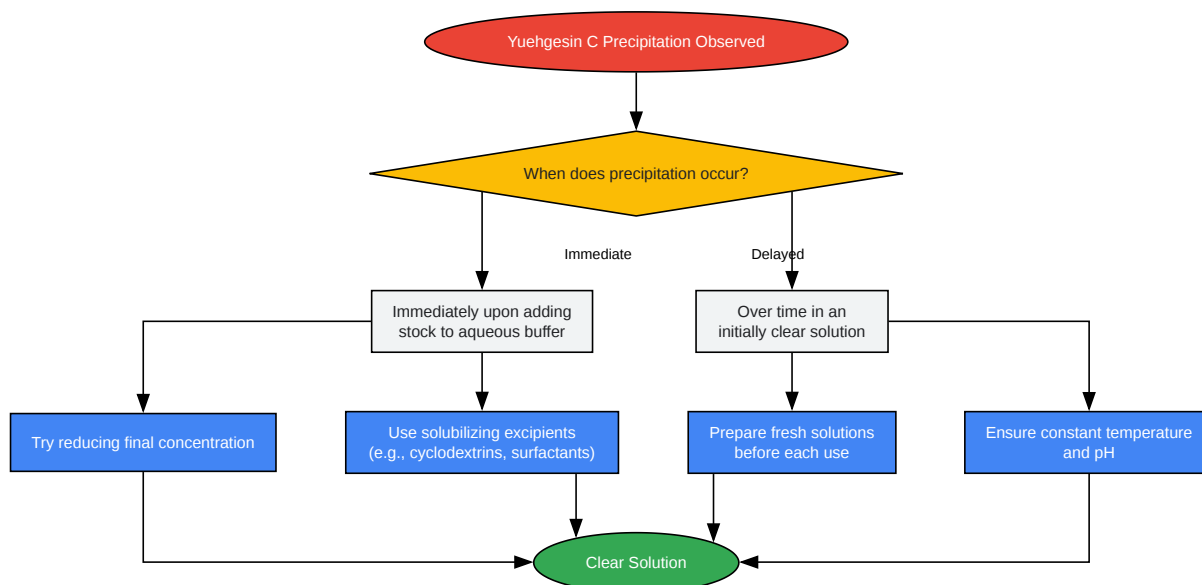 Yuehgesin C Precipitation Observed
When does precipitation occur?
Immediate
Delayed
Immediately upon adding
stock to aqueous buffer
Over time in an
initially clear solution
Try reducing final concentration
Use solubilizing excipients
(e.g., cyclodextrins, surfactants)
Prepare fresh solutions
before each use
Ensure constant temperature
and pH
Clear Solution